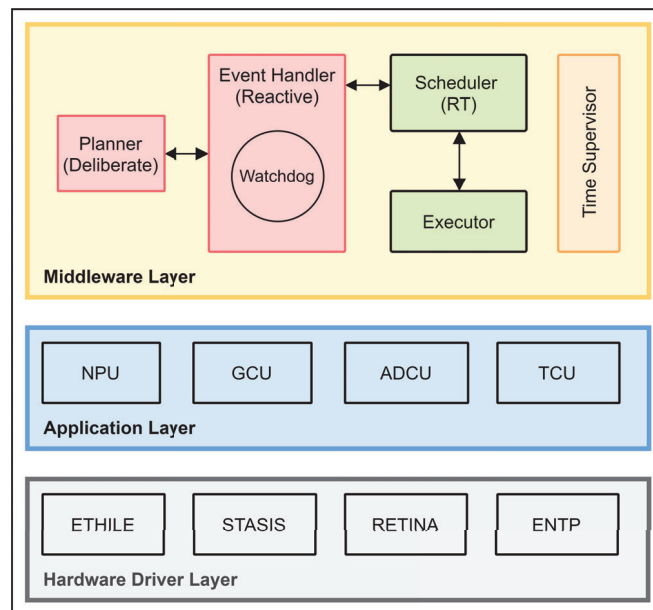 Event Handler
(Reactive)
Scheduler
(RT)
Time Supervisor
Planner
(Deliberate)
Watchdog
Executor
Middleware Layer
NPU
GCU
ADCU
TCU
Application Layer
ETHILE
STASIS
RETINA
ENTP
Hardware Driver Layer